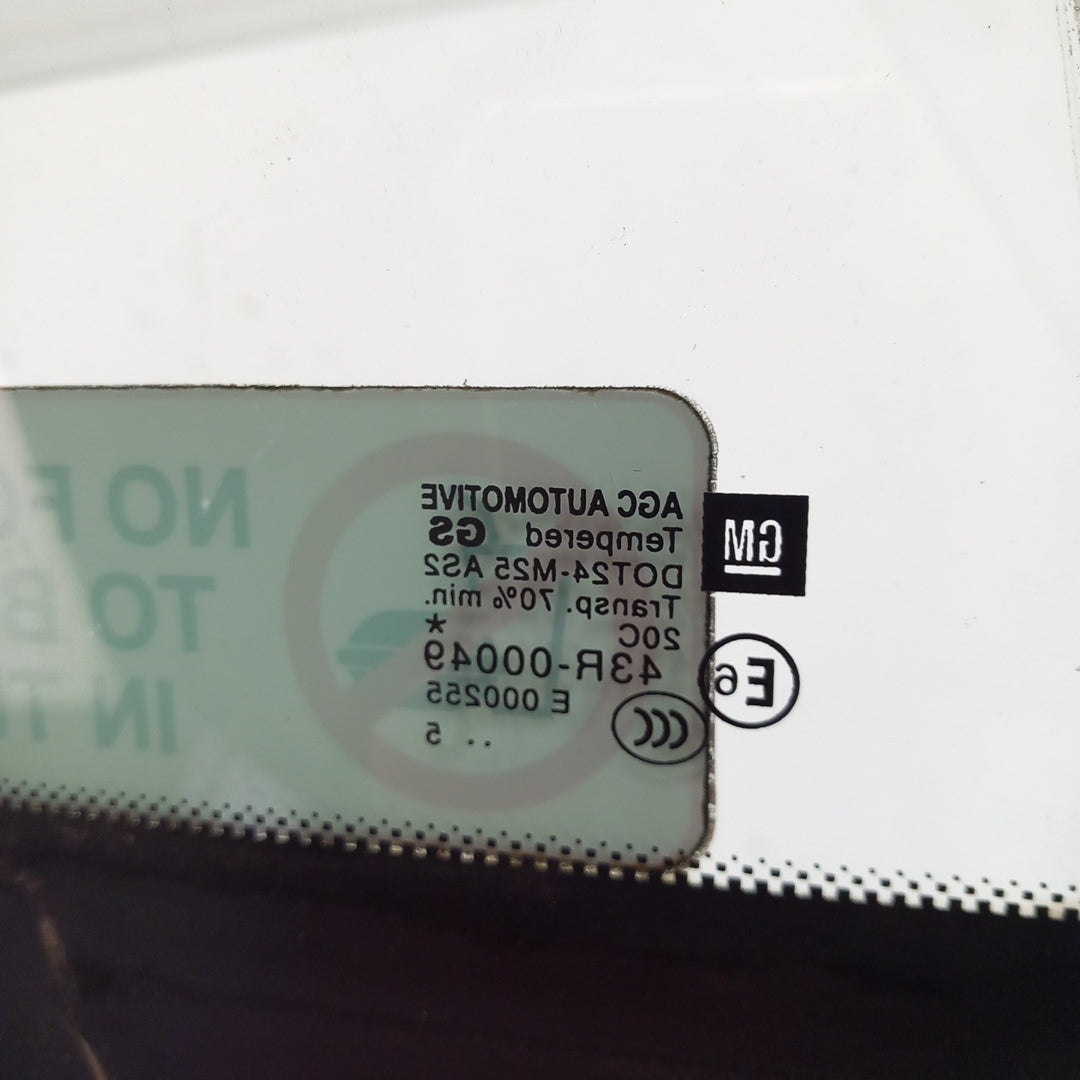 GM
AGC AUTOMOTIVE
Tempered GS
DOT24-M25 AS2
Transp. 70% min.
20C *
43R-00049
E6
E 000255
CCC
.. 5
NO
TO
IN